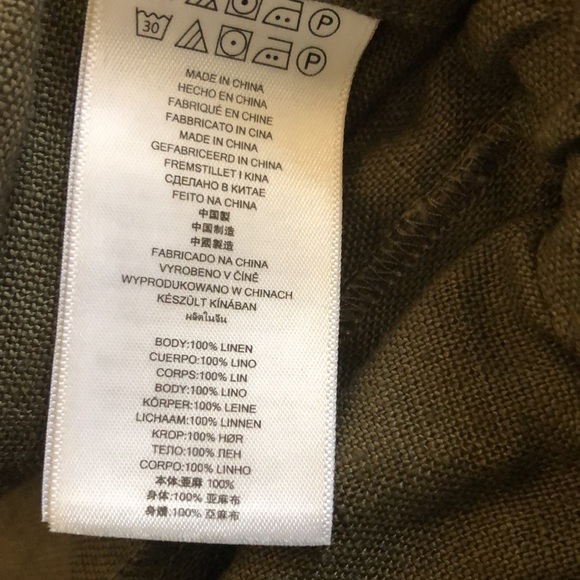 30 P
MADE IN CHINA
HECHO EN CHINA
FABRIQUÉ EN CHINE
FABBRICATO IN CINA
MADE IN CHINA
GEFABRICEERD IN CHINA
FREMSTILLET I KINA
СДЕЛАНО В КИТАЕ
FEITO NA CHINA
中国製
中国制造
中國製造
FABRICADO NA CHINA
VYROBENO V ČÍNĚ
WYPRODUKOWANO W CHINACH
KÉSZÜLT KÍNÁBAN
ผลิตในจีน
BODY:100% LINEN
CUERPO:100% LINO
CORPS:100% LIN
BODY:100% LINO
KÖRPER:100% LEINE
LICHAAM:100% LINNEN
KROP:100% HØR
ТЕЛО:100% ЛЕН
CORPO:100% LINHO
本体:亜麻 100%
身体:100% 亚麻布
身體:100% 亞麻布